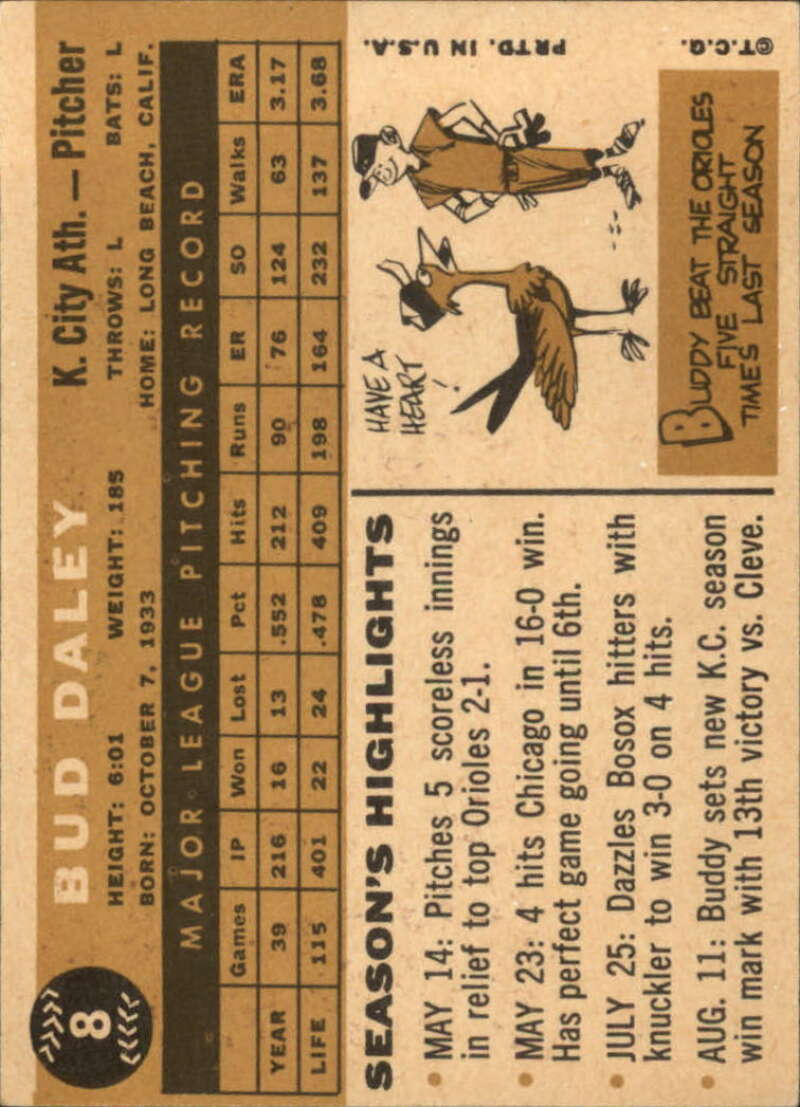 8
BUD DALEY
K. City Ath. — Pitcher
HEIGHT: 6:01 WEIGHT: 185 THROWS: L BATS: L
BORN: OCTOBER 7, 1933 HOME: LONG BEACH, CALIF.
MAJOR LEAGUE PITCHING RECORD
Games IP Won Lost Pct Hits Runs ER SO Walks ERA
YEAR 39 216 16 13 .552 212 90 76 124 63 3.17
LIFE 115 401 22 24 .478 409 198 164 232 137 3.68
SEASON'S HIGHLIGHTS
• MAY 14: Pitches 5 scoreless innings
in relief to top Orioles 2-1.
• MAY 23: 4 hits Chicago in 16-0 win.
Has perfect game going until 6th.
• JULY 25: Dazzles Bosox hitters with
knuckler to win 3-0 on 4 hits.
• AUG. 11: Buddy sets new K.C. season
win mark with 13th victory vs. Cleve.
HAVE A
HEART!
BUDDY BEAT THE ORIOLES
FIVE STRAIGHT
TIMES LAST SEASON
©T.C.G. PRTD. IN U.S.A.